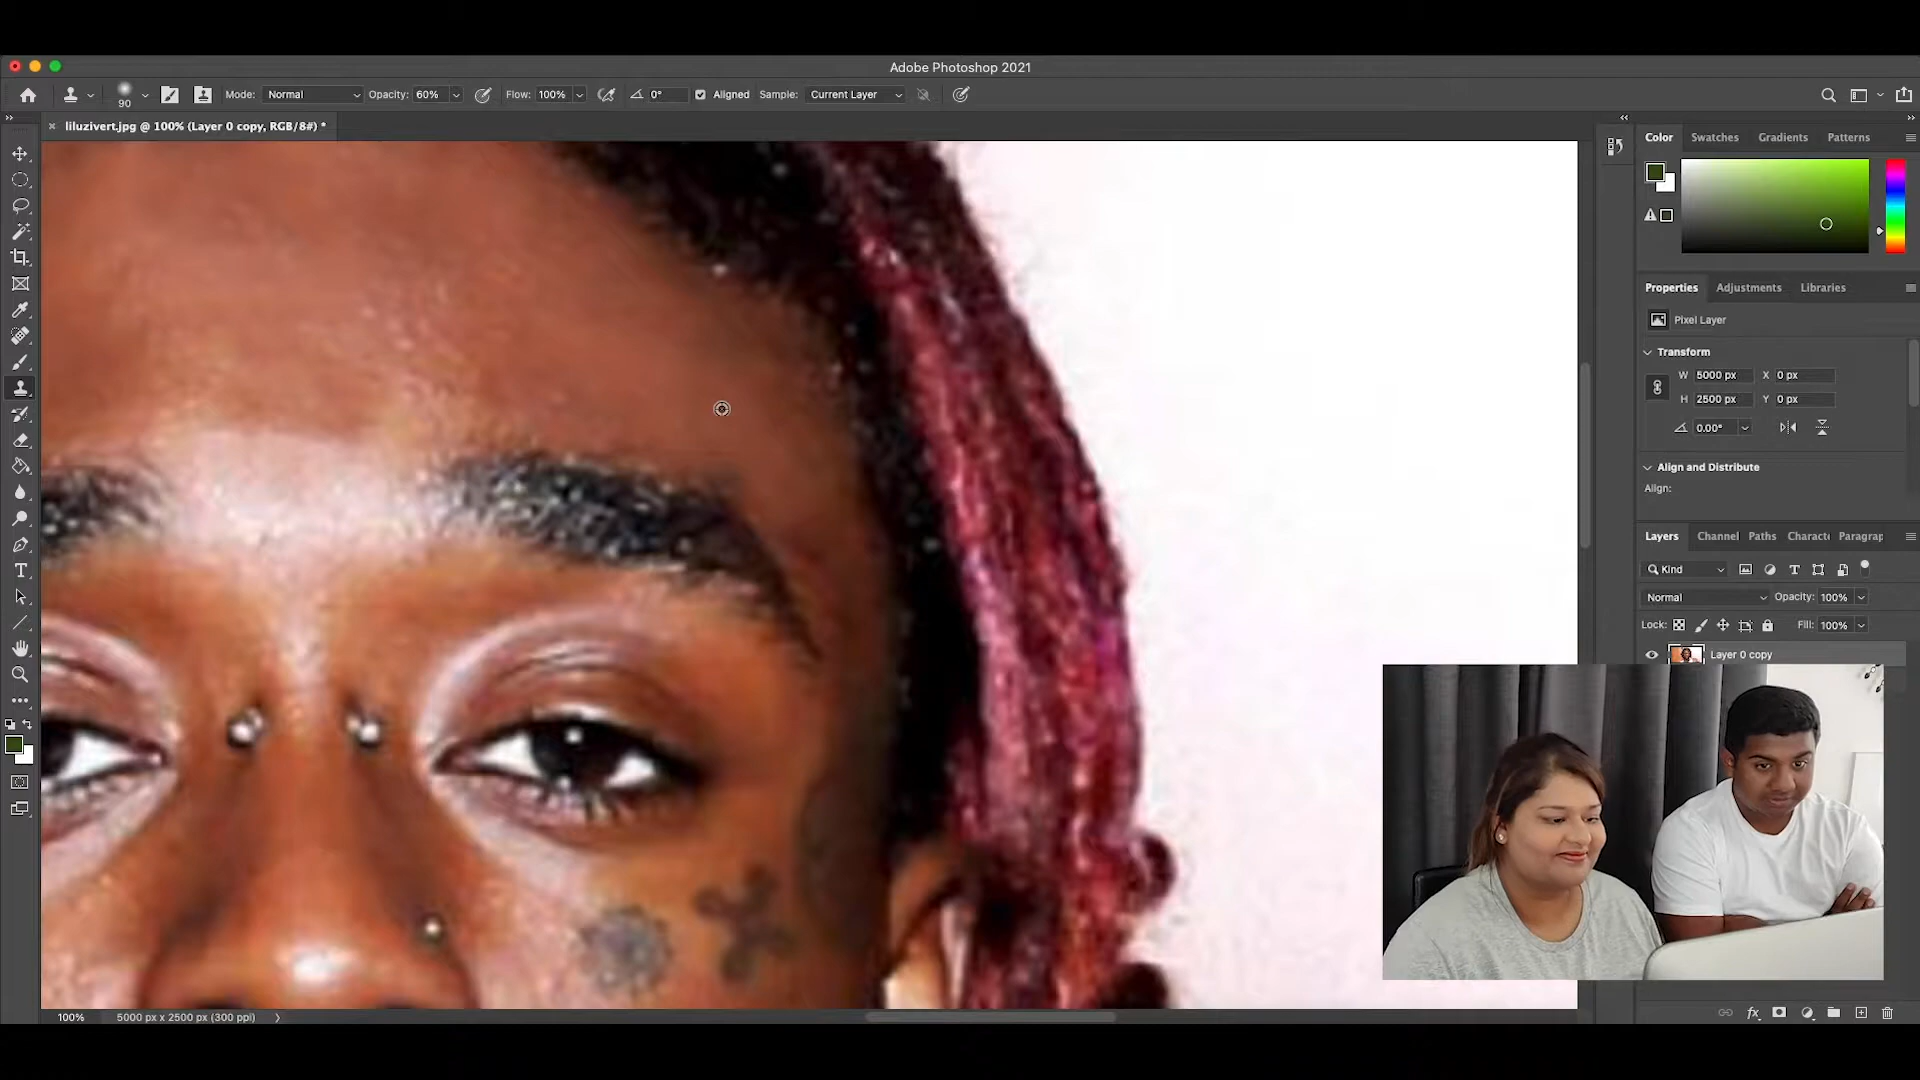 Adobe Photoshop 2021
90 Mode: Normal Opacity: 60% Flow: 100% 0° Aligned Sample: Current Layer
liluzivert.jpg @ 100% (Layer 0 copy, RGB/8#) *
Color Swatches Gradients Patterns
Properties Adjustments Libraries
Pixel Layer
Transform
W 5000 px X 0 px
H 2500 px Y 0 px
0.00°
Align and Distribute
Align:
Layers Channel Paths Characte Paragrap
Kind
Normal Opacity: 100%
Lock: Fill: 100%
Layer 0 copy
100% 5000 px x 2500 px (300 ppi)